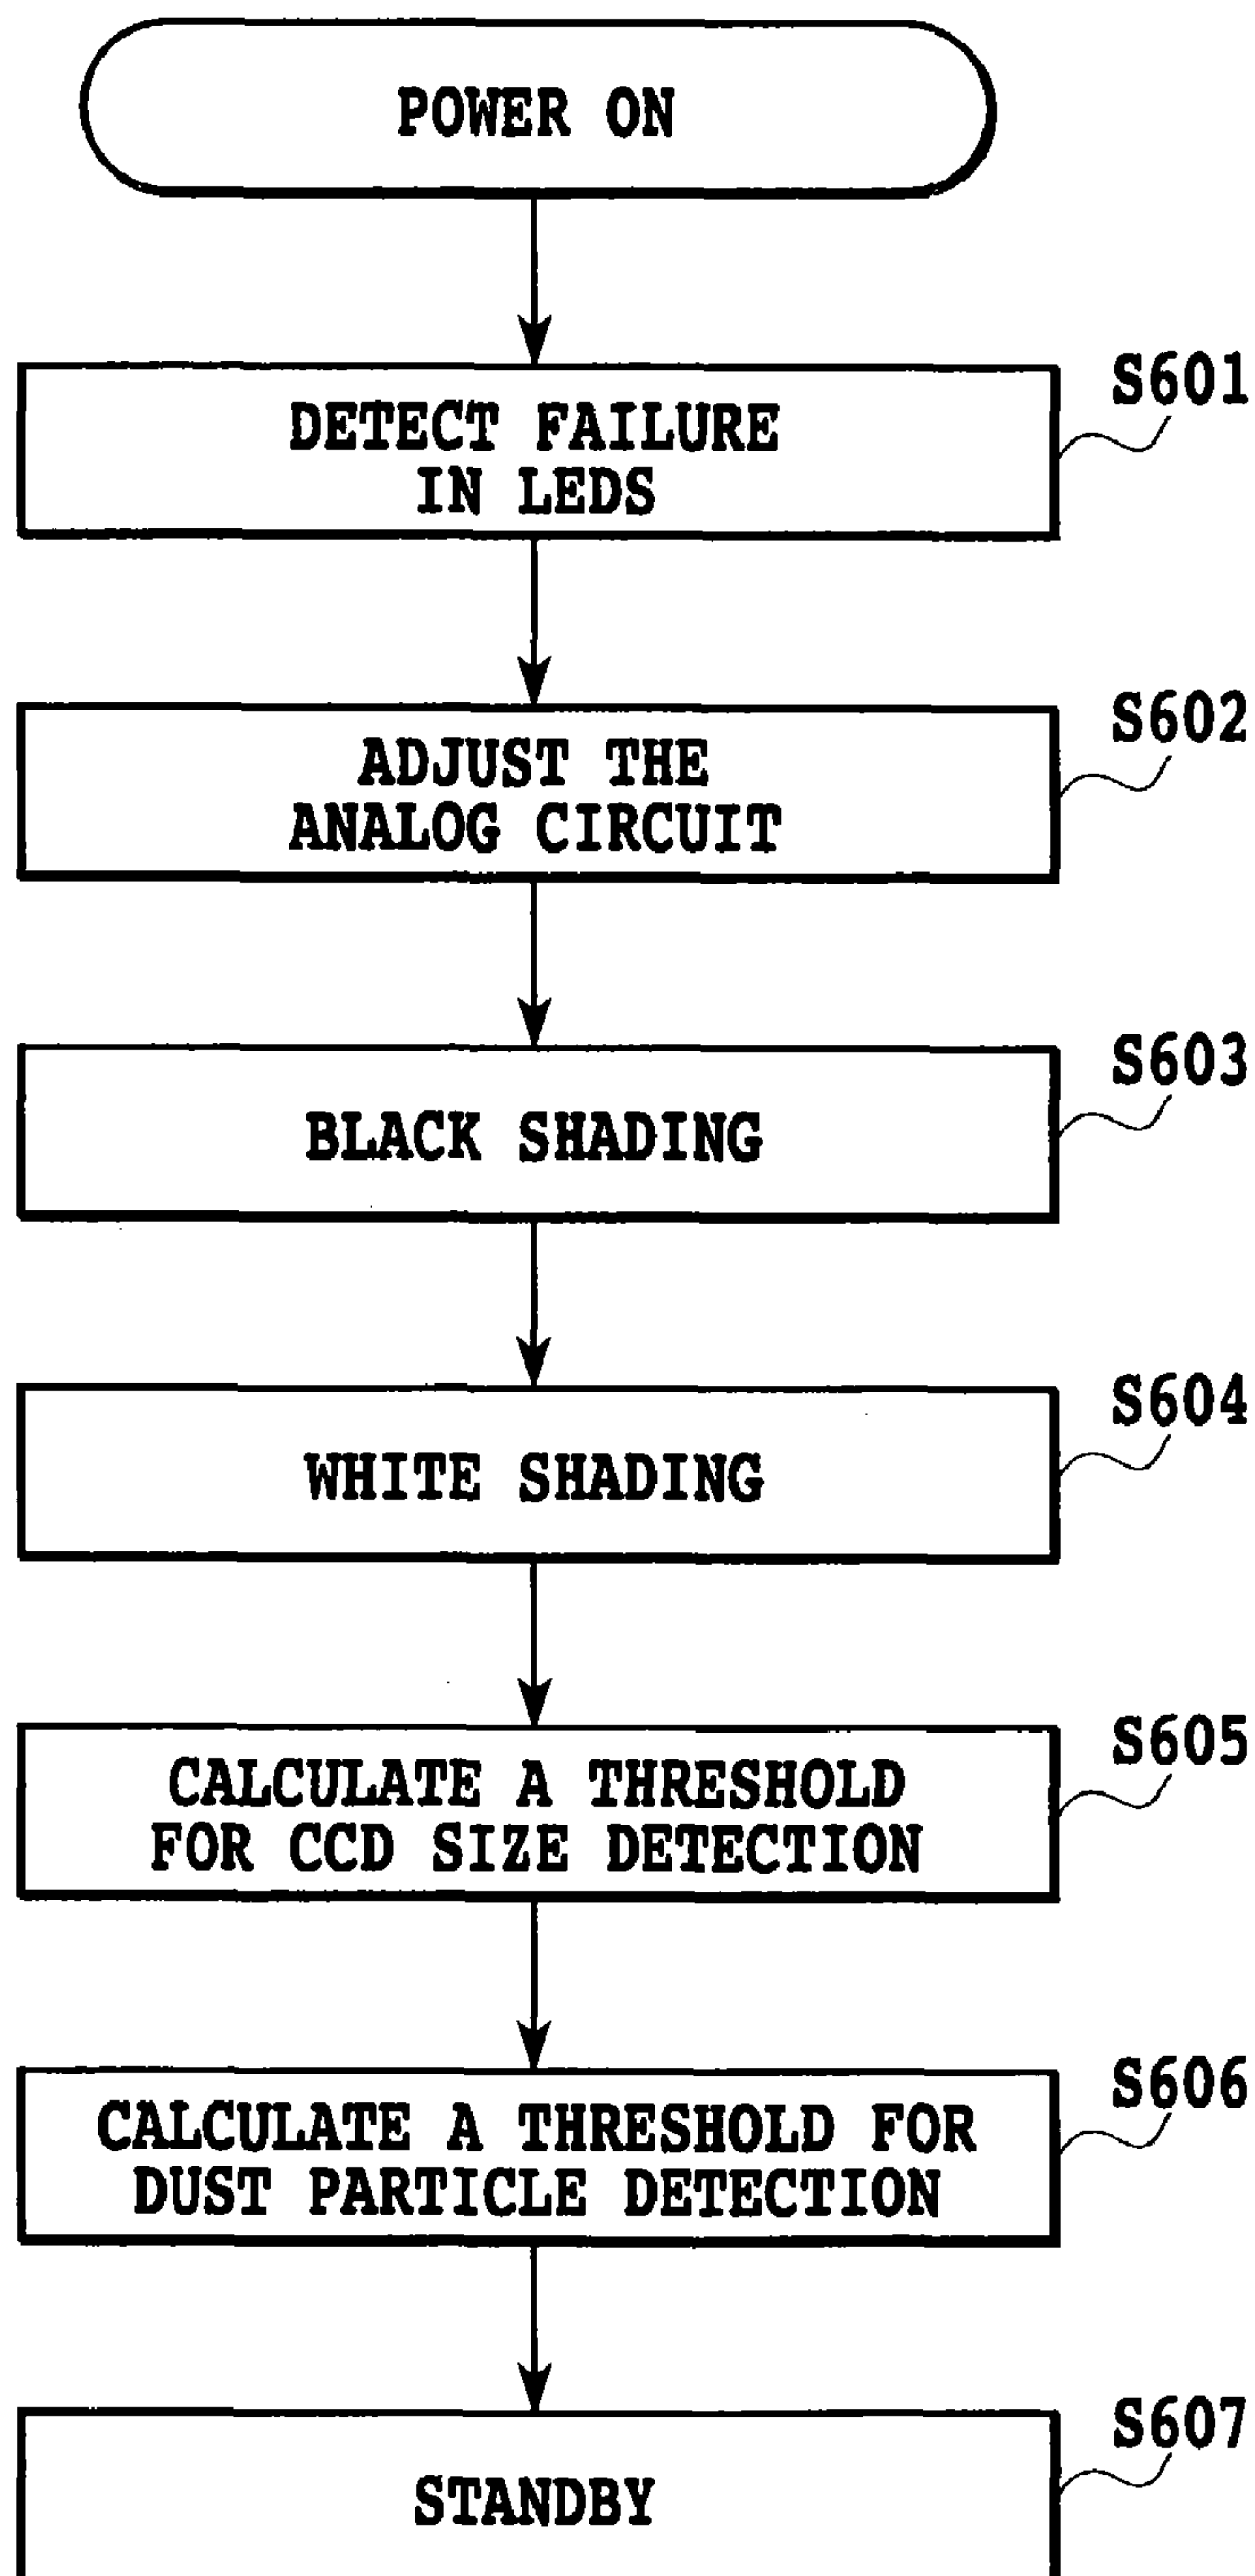 POWER ON
S601
DETECT FAILURE
IN LEDS
S602
ADJUST THE
ANALOG CIRCUIT
S603
BLACK SHADING
S604
WHITE SHADING
S605
CALCULATE A THRESHOLD
FOR CCD SIZE DETECTION
S606
CALCULATE A THRESHOLD FOR
DUST PARTICLE DETECTION
S607
STANDBY